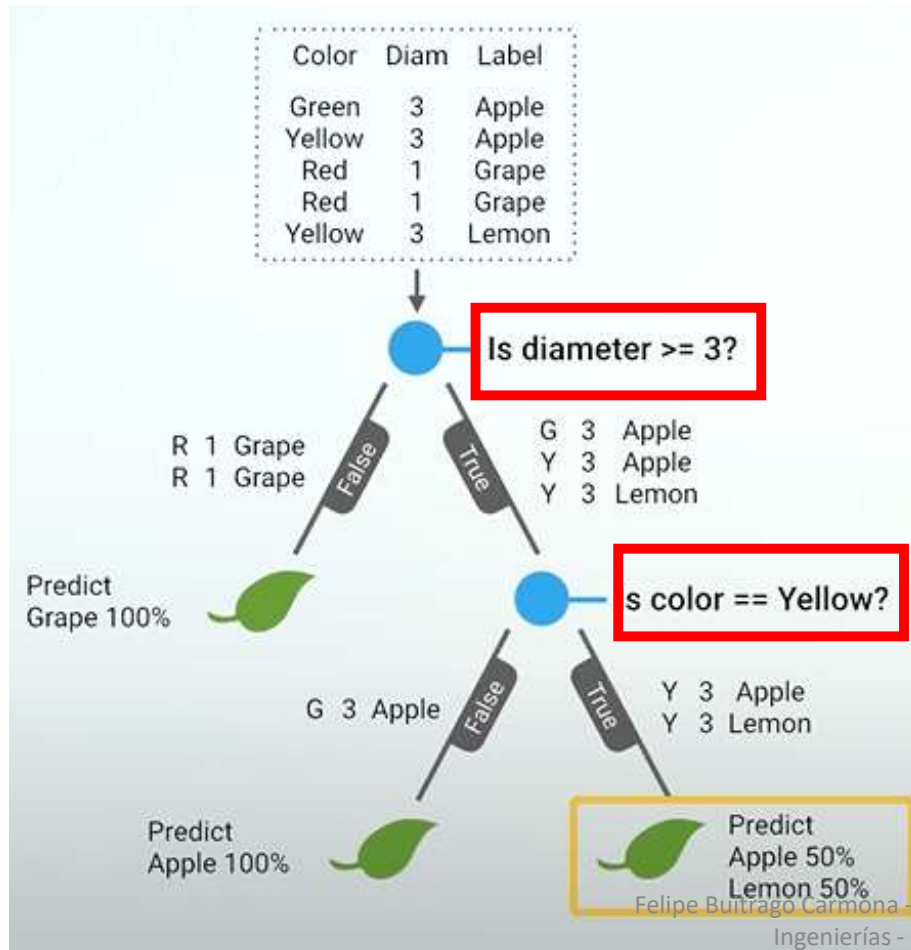 Color Diam Label
Green 3 Apple
Yellow 3 Apple
Red 1 Grape
Red 1 Grape
Yellow 3 Lemon
Is diameter >= 3?
R 1 Grape
R 1 Grape
False
True
G 3 Apple
Y 3 Apple
Y 3 Lemon
Predict
Grape 100%
s color == Yellow?
G 3 Apple
False
True
Y 3 Apple
Y 3 Lemon
Predict
Apple 100%
Predict
Apple 50%
Lemon 50%
Felipe Buitrago Carmona -
Ingenierías -